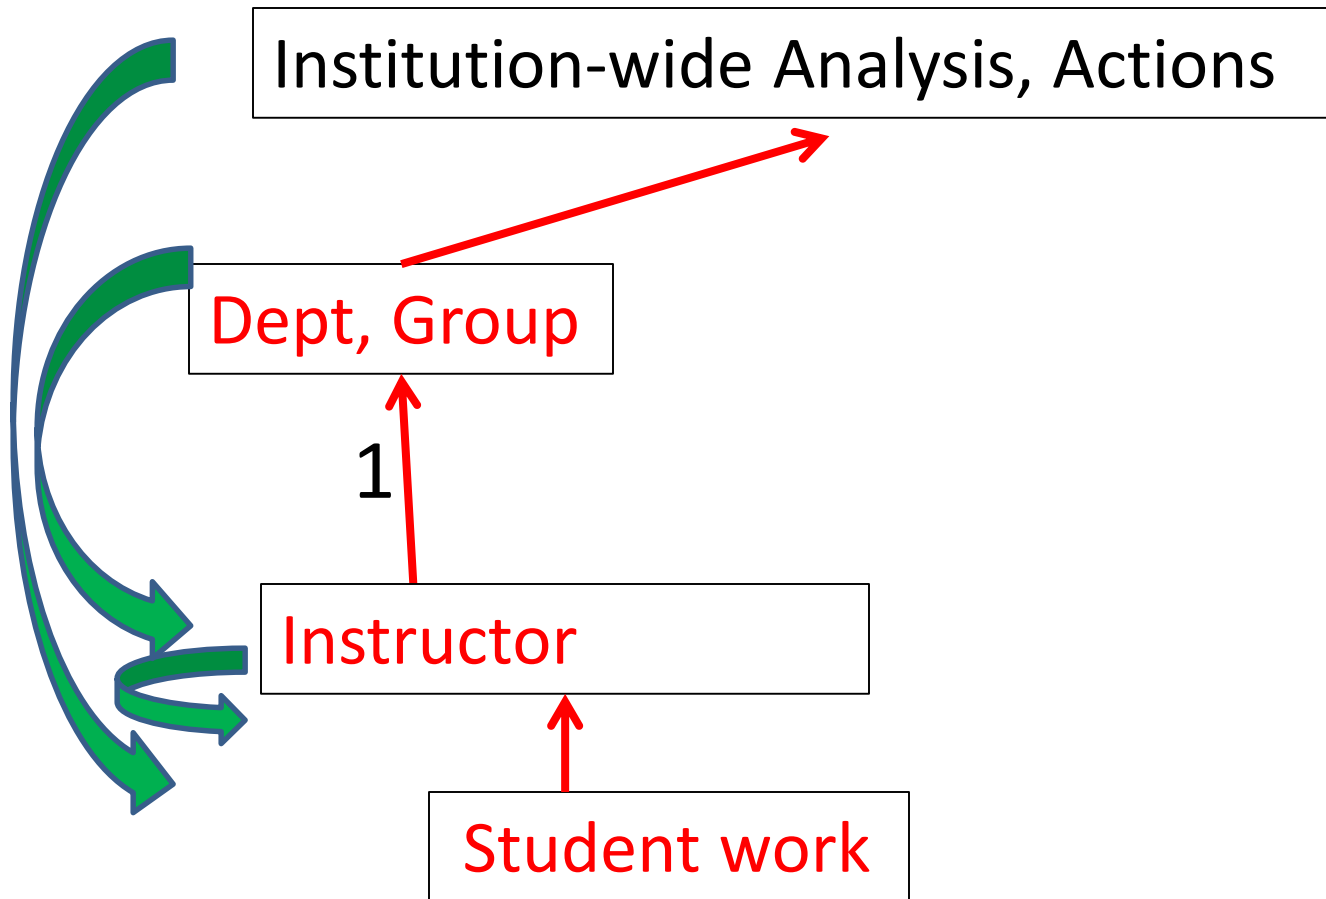 Institution-wide Analysis, Actions
Dept, Group
1
Instructor
Student work